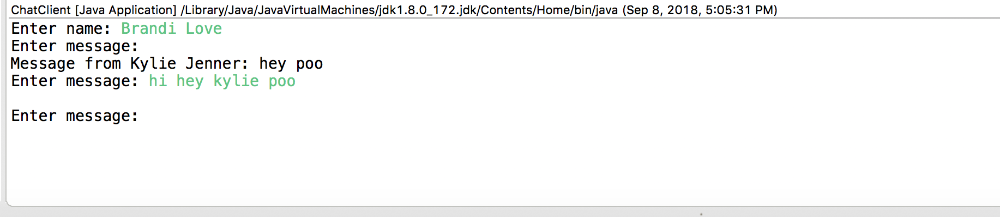 ChatClient [Java Application] /Library/Java/JavaVirtualMachines/jdk1.8.0_172.jdk/Contents/Home/bin/java (Sep 8, 2018, 5:05:31 PM)
Enter name: Brandi Love
Enter message:
Message from Kylie Jenner: hey poo
Enter message: hi hey kylie poo
Enter message: